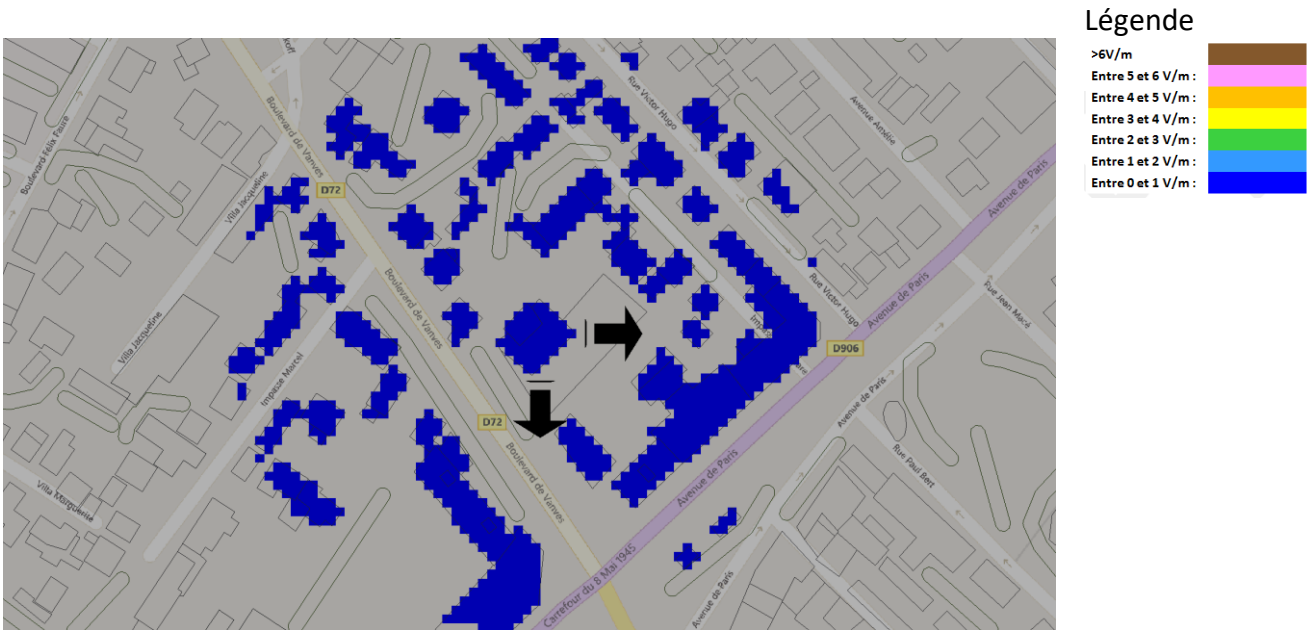 Légende
>6V/m
Entre 5 et 6 V/m :
Entre 4 et 5 V/m :
Entre 3 et 4 V/m :
Entre 2 et 3 V/m :
Entre 1 et 2 V/m :
Entre 0 et 1 V/m :
Boulevard Félix Faure
Boulevard de Vanves
Rue Victor Hugo
Avenue Amélie
Villa Jacqueline
D72
Avenue de Paris
Boulevard de Vanves
Rue Victor Hugo
Avenue de Paris
Rue Jean Macé
Villa Jacqueline
Impasse Marcel
D906
Avenue de Paris
D72
Boulevard de Vanves
Avenue de Paris
Rue Paul Bert
Villa Marguerite
Carrefour du 8 Mai 1945
Avenue de Paris